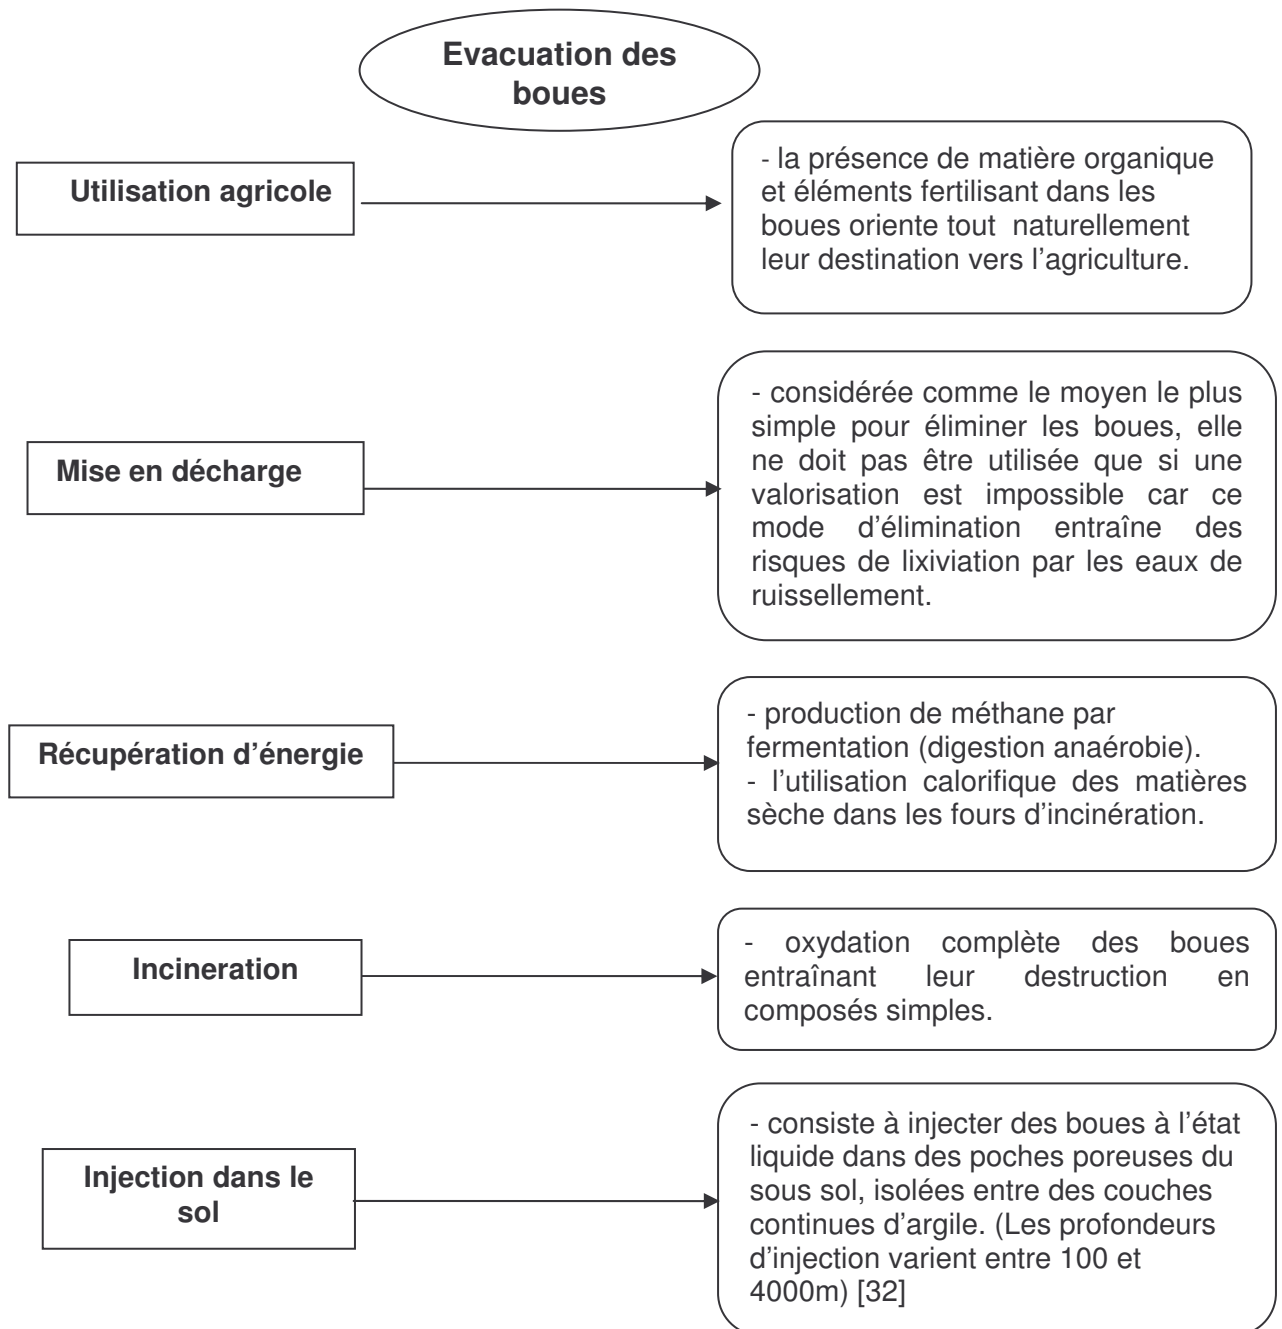 Evacuation des
boues
Utilisation agricole
- la présence de matière organique
et éléments fertilisant dans les
boues oriente tout naturellement
leur destination vers l’agriculture.
Mise en décharge
- considérée comme le moyen le plus
simple pour éliminer les boues, elle
ne doit pas être utilisée que si une
valorisation est impossible car ce
mode d’élimination entraîne des
risques de lixiviation par les eaux de
ruissellement.
Récupération d’énergie
- production de méthane par
fermentation (digestion anaérobie).
- l’utilisation calorifique des matières
sèche dans les fours d’incinération.
Incineration
- oxydation complète des boues
entraînant leur destruction en
composés simples.
Injection dans le
sol
- consiste à injecter des boues à l’état
liquide dans des poches poreuses du
sous sol, isolées entre des couches
continues d’argile. (Les profondeurs
d’injection varient entre 100 et
4000m) [32]